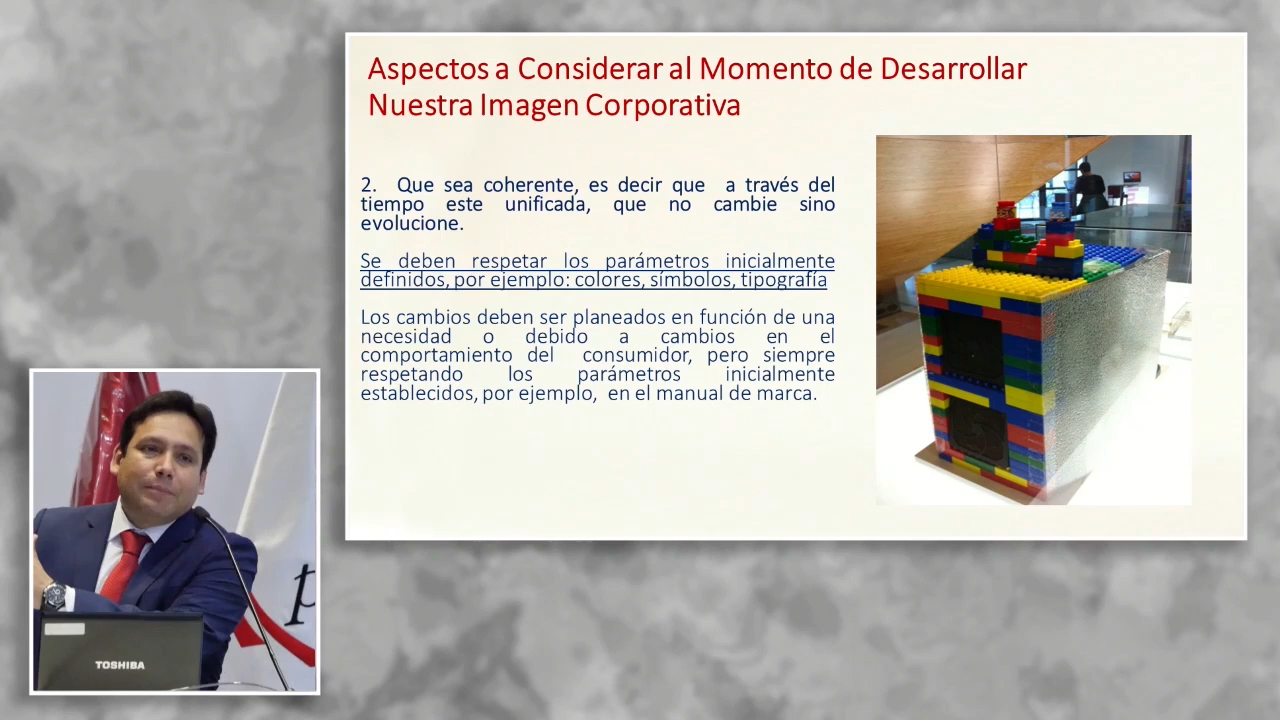 Aspectos a Considerar al Momento de Desarrollar
Nuestra Imagen Corporativa
2. Que sea coherente, es decir que a través del
tiempo este unificada, que no cambie sino
evolucione.
Se deben respetar los parámetros inicialmente
definidos, por ejemplo: colores, símbolos, tipografía
Los cambios deben ser planeados en función de una
necesidad o debido a cambios en el
comportamiento del consumidor, pero siempre
respetando los parámetros inicialmente
establecidos, por ejemplo, en el manual de marca.
TOSHIBA